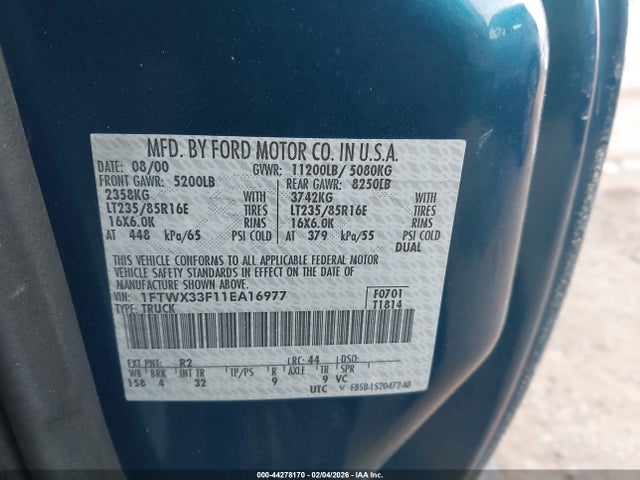 MFD. BY FORD MOTOR CO. IN U.S.A.
DATE: 08/00 GVWR: 11200LB/ 5080KG
FRONT GAWR: 5200LB REAR GAWR: 8250LB
2358KG WITH 3742KG WITH
LT235/85R16E TIRES LT235/85R16E TIRES
16X6.0K RIMS 16X6.0K RIMS
AT 448 kPa/65 PSI COLD AT 379 kPa/55 PSI COLD
DUAL
THIS VEHICLE CONFORMS TO ALL APPLICABLE FEDERAL MOTOR
VEHICLE SAFETY STANDARDS IN EFFECT ON THE DATE OF
MANUFACTURE SHOWN ABOVE.
VIN: 1FTWX33F11EA16977 F0701
TYPE: TRUCK T1814
EXT PNT: R2 RC: 44 DSO:
WB BRK INT TR TP/PS R AXLE TR SPR
158 4 32 9 9 VC
UTC
000-44278170 - 02/04/2026 - IAAI Branch